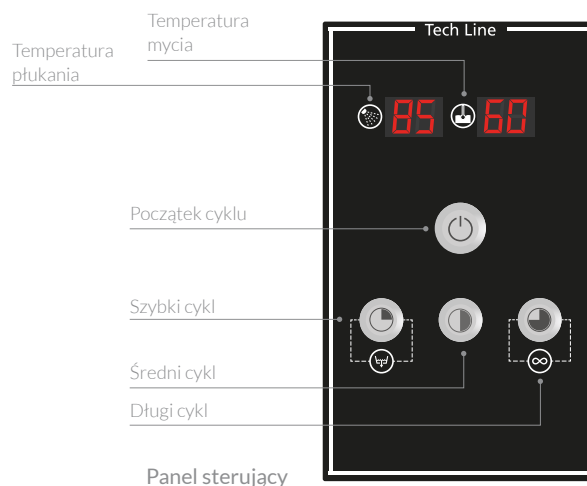 Temperatura
mycia
Temperatura
płukania
Tech Line
85 60
Początek cyklu
Szybki cykl
Średni cykl
Długi cykl
Panel sterujący